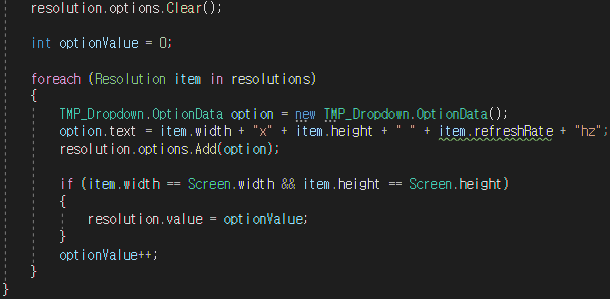 resolution.options.Clear();
int optionValue = 0;
foreach (Resolution item in resolutions)
{
TMP_Dropdown.OptionData option = new TMP_Dropdown.OptionData();
option.text = item.width + "x" + item.height + " " + item.refreshRate + "hz";
resolution.options.Add(option);
if (item.width == Screen.width && item.height == Screen.height)
{
resolution.value = optionValue;
}
optionValue++;
}
}